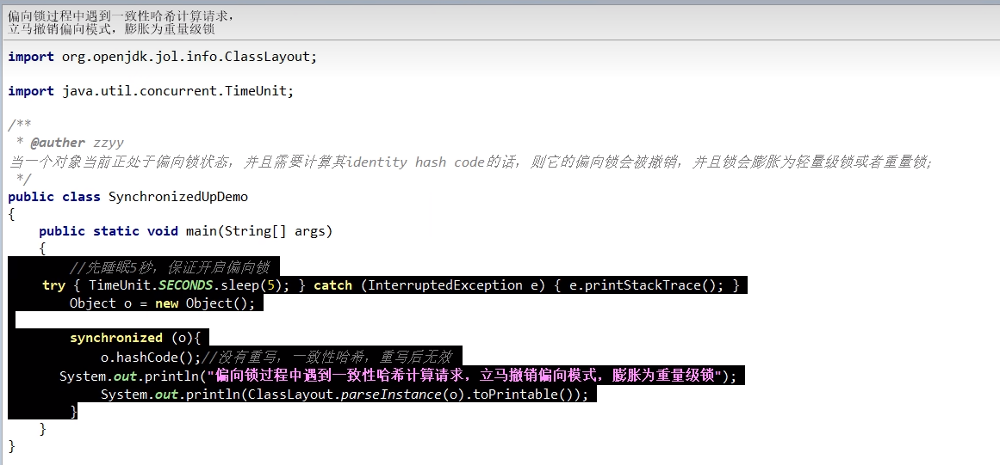 偏向锁过程中遇到一致性哈希计算请求，
立马撤销偏向模式，膨胀为重量级锁
import org.openjdk.jol.info.ClassLayout;
import java.util.concurrent.TimeUnit;
/**
 * @auther zzyy
当一个对象当前正处于偏向锁状态，并且需要计算其identity hash code的话，则它的偏向锁会被撤销，并且锁会膨胀为轻量级锁或者重量锁;
 */
public class SynchronizedUpDemo
{
    public static void main(String[] args)
    {
        //先睡眠5秒，保证开启偏向锁
    try { TimeUnit.SECONDS.sleep(5); } catch (InterruptedException e) { e.printStackTrace(); }
        Object o = new Object();
        synchronized (o){
            o.hashCode();//没有重写，一致性哈希，重写后无效
      System.out.println("偏向锁过程中遇到一致性哈希计算请求，立马撤销偏向模式，膨胀为重量级锁");
            System.out.println(ClassLayout.parseInstance(o).toPrintable());
        }
    }
}